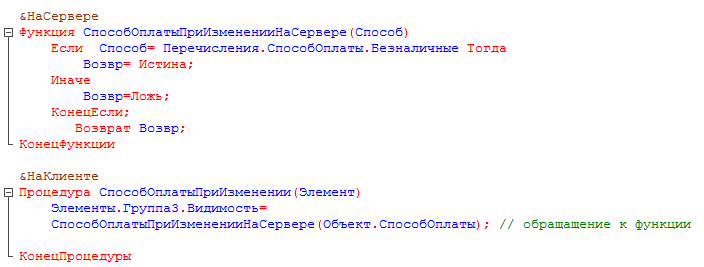 &НаСервере
Функция СпособОплатыПриИзмененииНаСервере(Способ)
Если  Способ= Перечисления.СпособОплаты.Безналичные Тогда
Возвр= Истина;
Иначе
Возвр=Ложь;
КонецЕсли;
Возврат Возвр;
КонецФункции
&НаКлиенте
Процедура СпособОплатыПриИзменении(Элемент)
Элементы.Группа3.Видимость=
СпособОплатыПриИзмененииНаСервере(Объект.СпособОплаты); // обращащение к функции
КонецПроцедуры